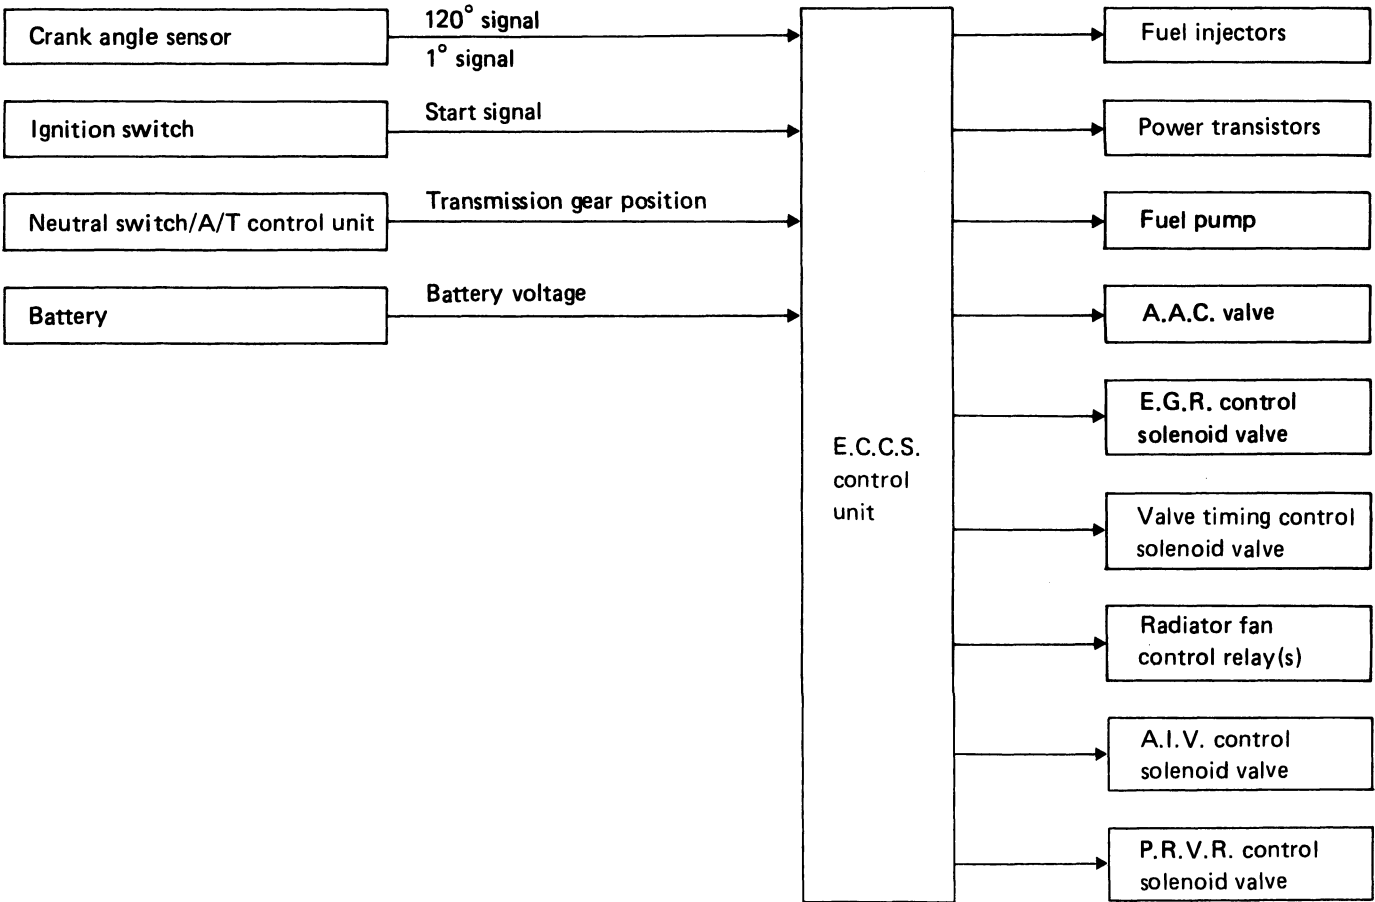 Crank angle sensor
120° signal
1° signal
Ignition switch
Start signal
Neutral switch/A/T control unit
Transmission gear position
Battery
Battery voltage
E.C.C.S.
control
unit
Fuel injectors
Power transistors
Fuel pump
A.A.C. valve
E.G.R. control
solenoid valve
Valve timing control
solenoid valve
Radiator fan
control relay(s)
A.I.V. control
solenoid valve
P.R.V.R. control
solenoid valve